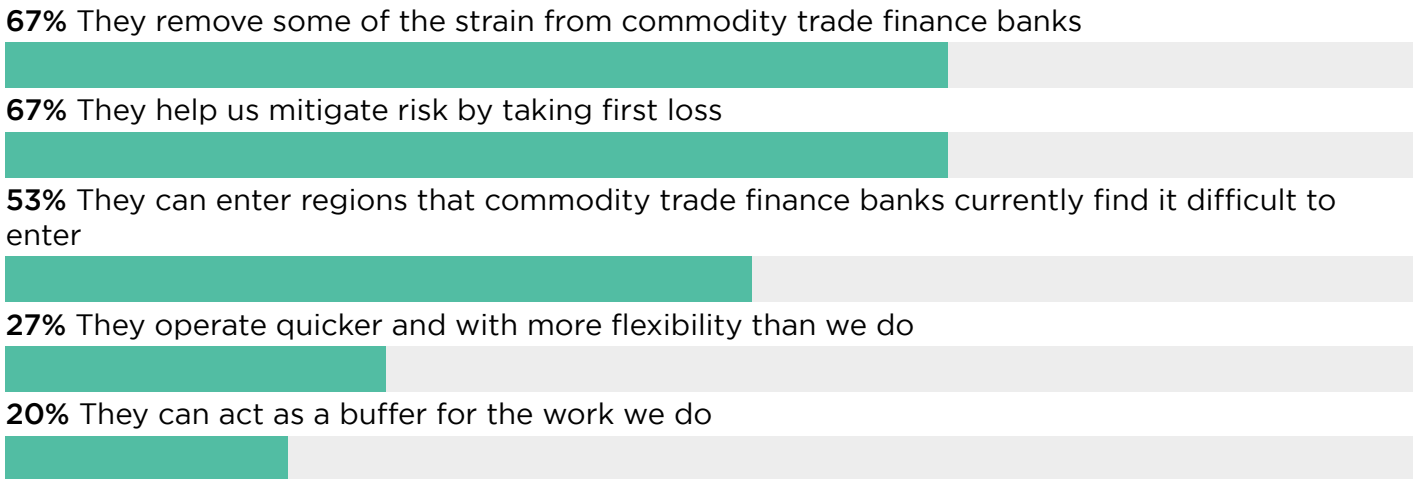 67% They remove some of the strain from commodity trade finance banks
67% They help us mitigate risk by taking first loss
53% They can enter regions that commodity trade finance banks currently find it difficult to
enter
27% They operate quicker and with more flexibility than we do
20% They can act as a buffer for the work we do